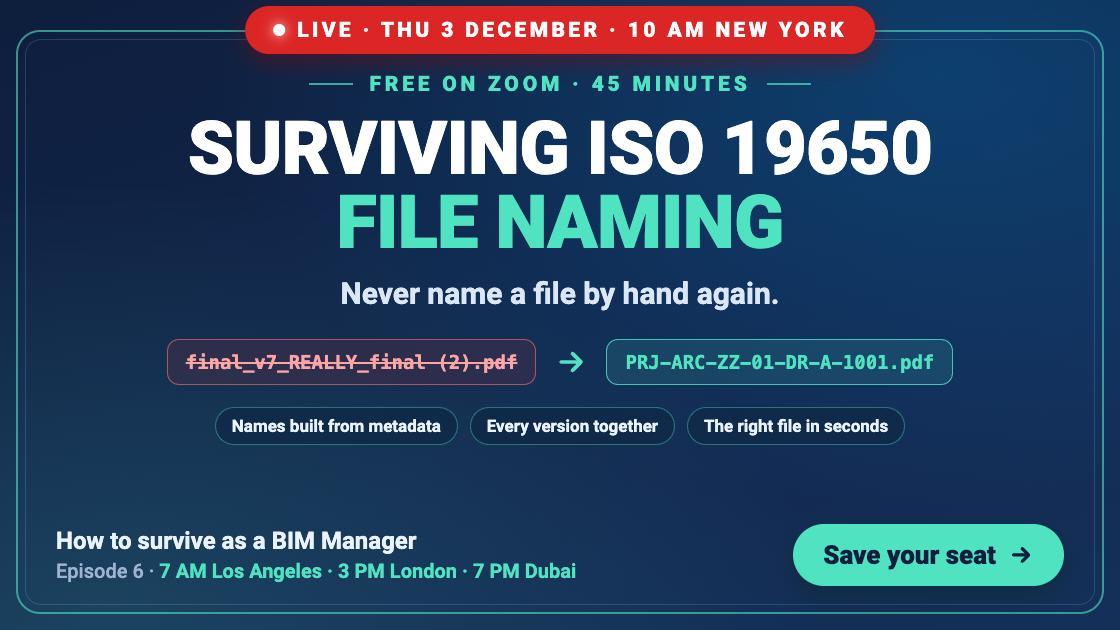 LIVE · THU 3 DECEMBER · 10 AM NEW YORK
FREE ON ZOOM · 45 MINUTES
SURVIVING ISO 19650
FILE NAMING
Never name a file by hand again.
final_v7_REALLY_final (2).pdf → PRJ-ARC-ZZ-01-DR-A-1001.pdf
Names built from metadata
Every version together
The right file in seconds
How to survive as a BIM Manager
Episode 6 · 7 AM Los Angeles · 3 PM London · 7 PM Dubai
Save your seat →